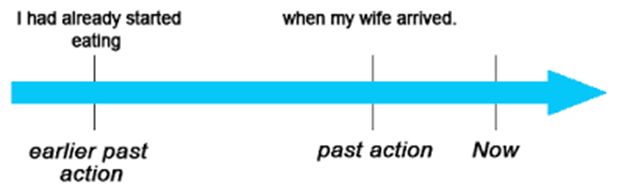 I had already started
eating
when my wife arrived.
earlier past
action
past action
Now